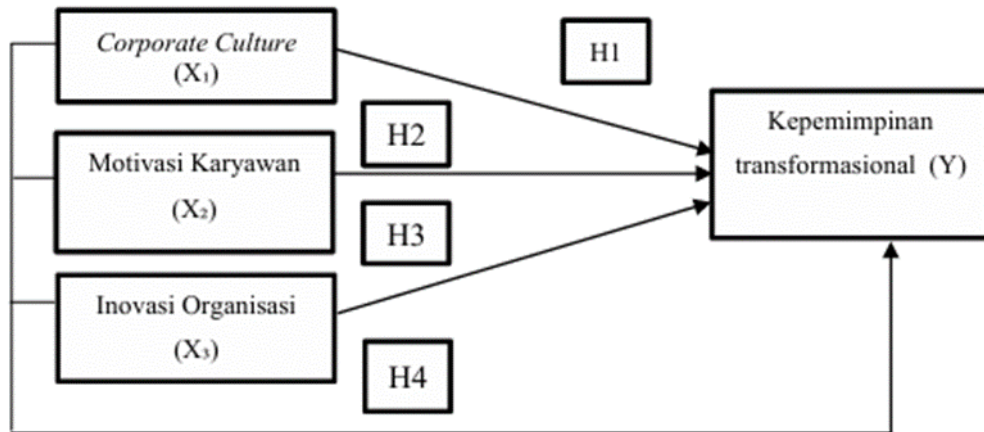 Corporate Culture
(X₁)
H1
H2
Kepemimpinan
transformasional (Y)
Motivasi Karyawan
(X₂)
H3
Inovasi Organisasi
(X₃)
H4